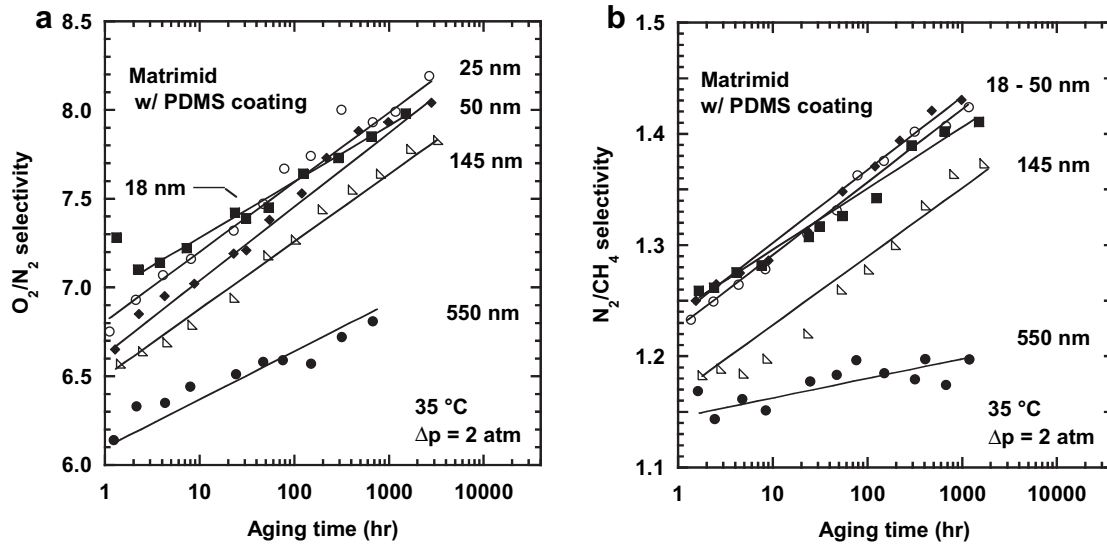 a
8.5
8.0
7.5
7.0
6.5
6.0
O₂/N₂ selectivity
Matrimid
w/ PDMS coating
25 nm
50 nm
145 nm
18 nm
550 nm
35 °C
Δp = 2 atm
1 10 100 1000 10000
Aging time (hr)
b
1.5
1.4
1.3
1.2
1.1
N₂/CH₄ selectivity
Matrimid
w/ PDMS coating
18 - 50 nm
145 nm
550 nm
35 °C
Δp = 2 atm
1 10 100 1000 10000
Aging time (hr)